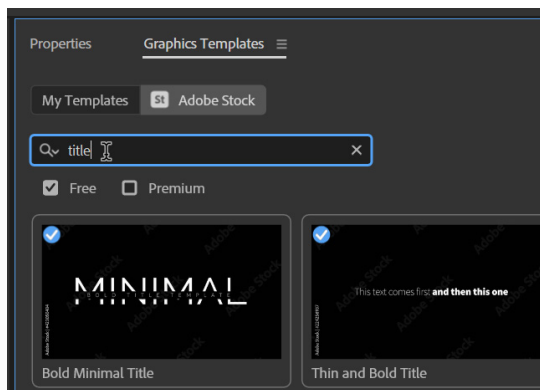 Properties
Graphics Templates
My Templates
St Adobe Stock
title
Free
Premium
MINIMAL
BOLD TITLE TEMPLATE
This text comes first and then this one
Bold Minimal Title
Thin and Bold Title